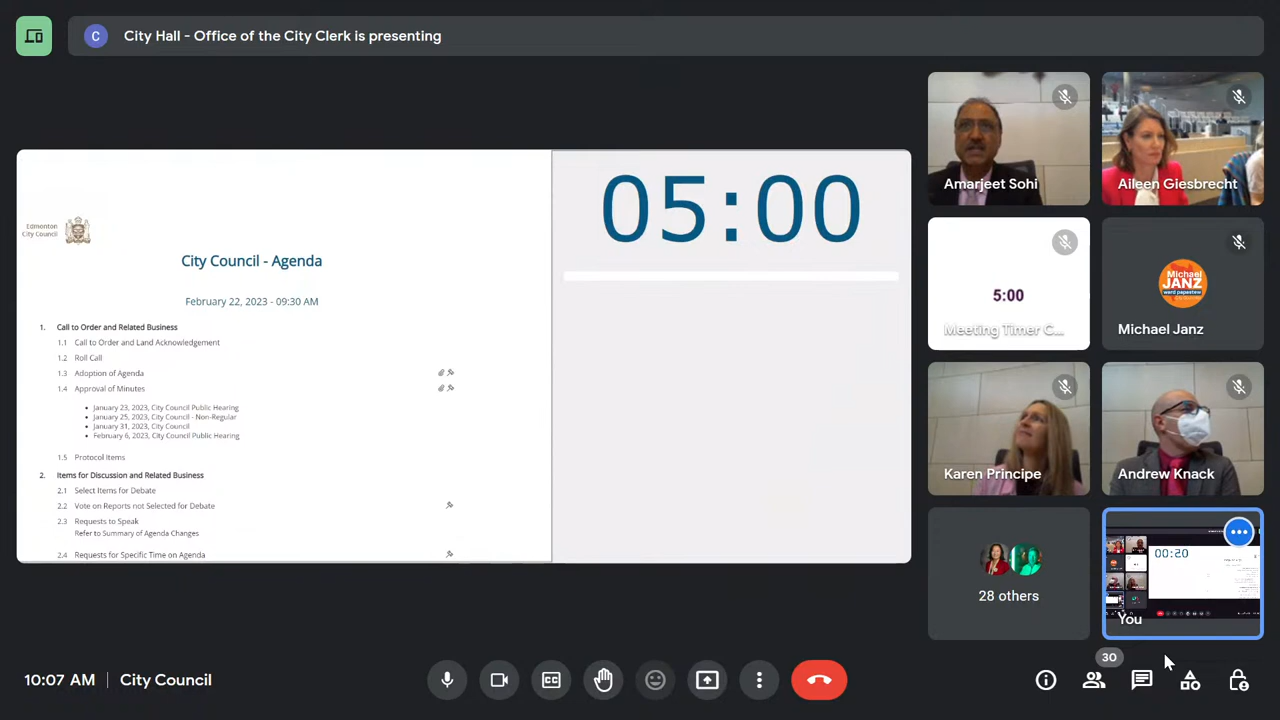 C City Hall - Office of the City Clerk is presenting
Edmonton
City Council
City Council - Agenda
February 22, 2023 - 09:30 AM
1. Call to Order and Related Business
1.1 Call to Order and Land Acknowledgement
1.2 Roll Call
1.3 Adoption of Agenda
1.4 Approval of Minutes
• January 23, 2023, City Council Public Hearing
• January 25, 2023, City Council - Non-Regular
• January 31, 2023, City Council
• February 6, 2023, City Council Public Hearing
1.5 Protocol Items
2. Items for Discussion and Related Business
2.1 Select Items for Debate
2.2 Vote on Reports not Selected for Debate
2.3 Requests to Speak
Refer to Summary of Agenda Changes
2.4 Requests for Specific Time on Agenda
05:00
Amarjeet Sohi
Aileen Giesbrecht
5:00
Meeting Timer C...
Michael
JANZ
ward papastew
Michael Janz
Karen Principe
Andrew Knack
28 others
You
30
10:07 AM | City Council